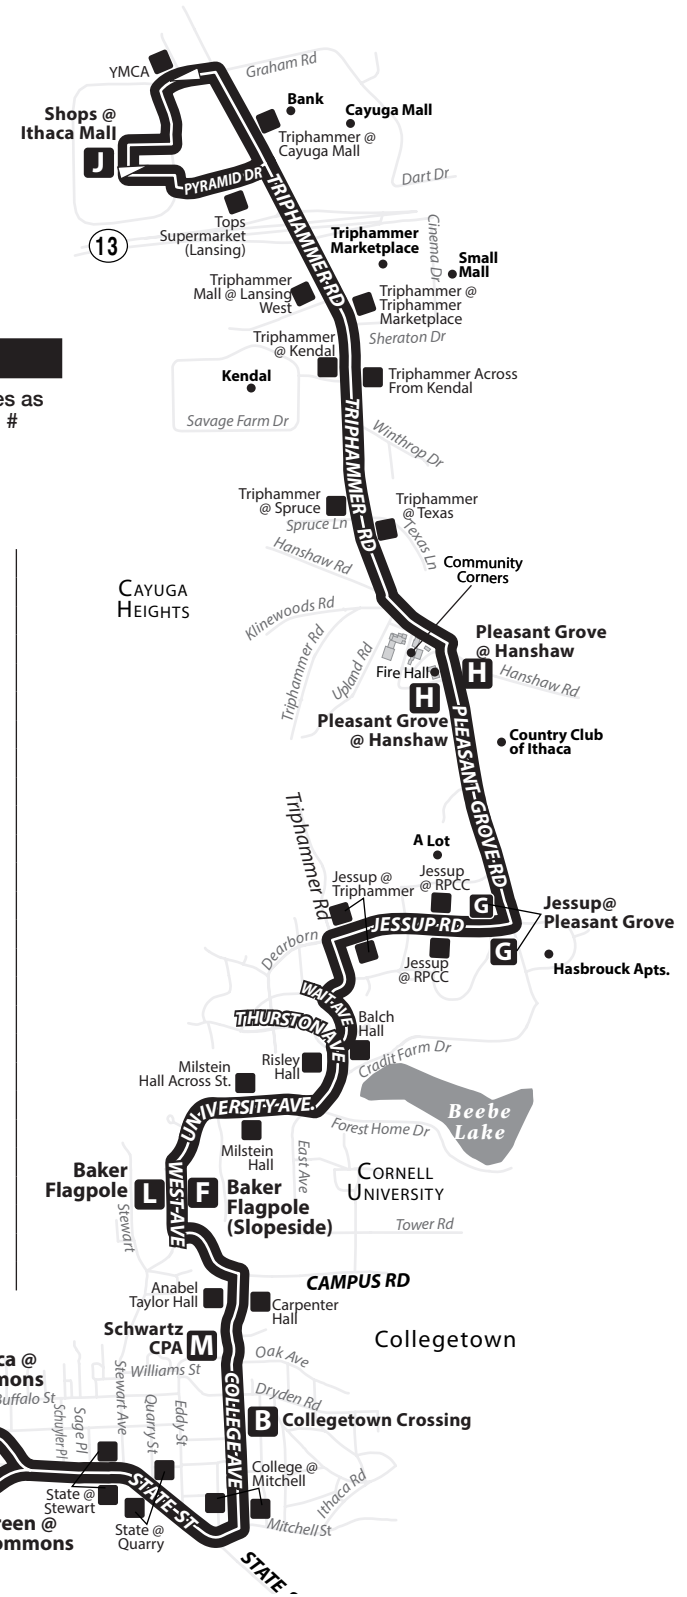 YMCA
Graham Rd
Bank
Cayuga Mall
Shops @
Ithaca Mall
J
Triphammer @
Cayuga Mall
PYRAMID DR
Dart Dr
Tops
Supermarket
(Lansing)
13
TRIPHAMMER RD
Triphammer
Marketplace
Cinema Dr
Small
Mall
Triphammer
Mall @ Lansing
West
Triphammer @
Triphammer
Marketplace
Triphammer
@ Kendal
Sheraton Dr
es as
#
Kendal
Triphammer Across
From Kendal
Savage Farm Dr
TRIPHAMMER RD
Winthrop Dr
Triphammer
@ Spruce
Spruce Ln
Triphammer
@ Texas
Texas Ln
Hanshaw Rd
Community
Corners
CAYUGA
HEIGHTS
Klinewoods Rd
Triphammer Rd
Upland Rd
Fire Hall
Pleasant Grove
@ Hanshaw
H
Hanshaw Rd
H
Pleasant Grove
@ Hanshaw
PLEASANT GROVE RD
Country Club
of Ithaca
Triphammer Rd
A Lot
Jessup @
Triphammer
Jessup
@ RPCC
G
Jessup@
Pleasant Grove
JESSUP RD
Dearborn
Jessup
@ RPCC
G
Hasbrouck Apts.
WAIT AVE
THURSTON AVE
Balch
Hall
Cradit Farm Dr
Risley
Hall
Milstein
Hall Across St.
UNIVERSITY AVE.
Beebe
Lake
Forest Home Dr
Milstein
Hall
East Ave
CORNELL
UNIVERSITY
Baker
Flagpole
L
WEST AVE
F
Baker
Flagpole
(Slopeside)
Stewart
Tower Rd
CAMPUS RD
Anabel
Taylor Hall
Carpenter
Hall
Schwartz
CPA
M
Collegetown
Oak Ave
ca @
mons
Buffalo St
Williams St
Stewart Ave
Dryden Rd
Schuyler Pl
Sage Pl
Quarry St
Eddy St
COLLEGE AVE
B
Collegetown Crossing
College @
Mitchell
Ithaca Rd
State @
Stewart
STATE ST
State @
Quarry
Mitchell St
reen @
ommons
STATE